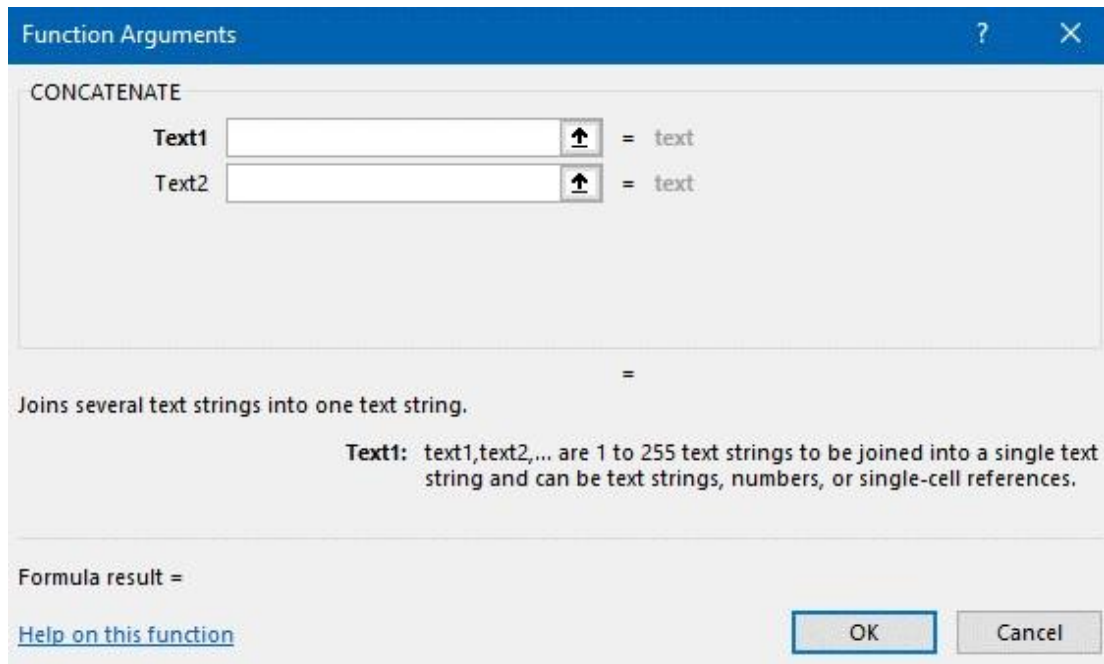 Function Arguments ? ×
CONCATENATE
Text1 = text
Text2 = text
=
Joins several text strings into one text string.
Text1: text1,text2,... are 1 to 255 text strings to be joined into a single text
string and can be text strings, numbers, or single-cell references.
Formula result =
Help on this function OK Cancel